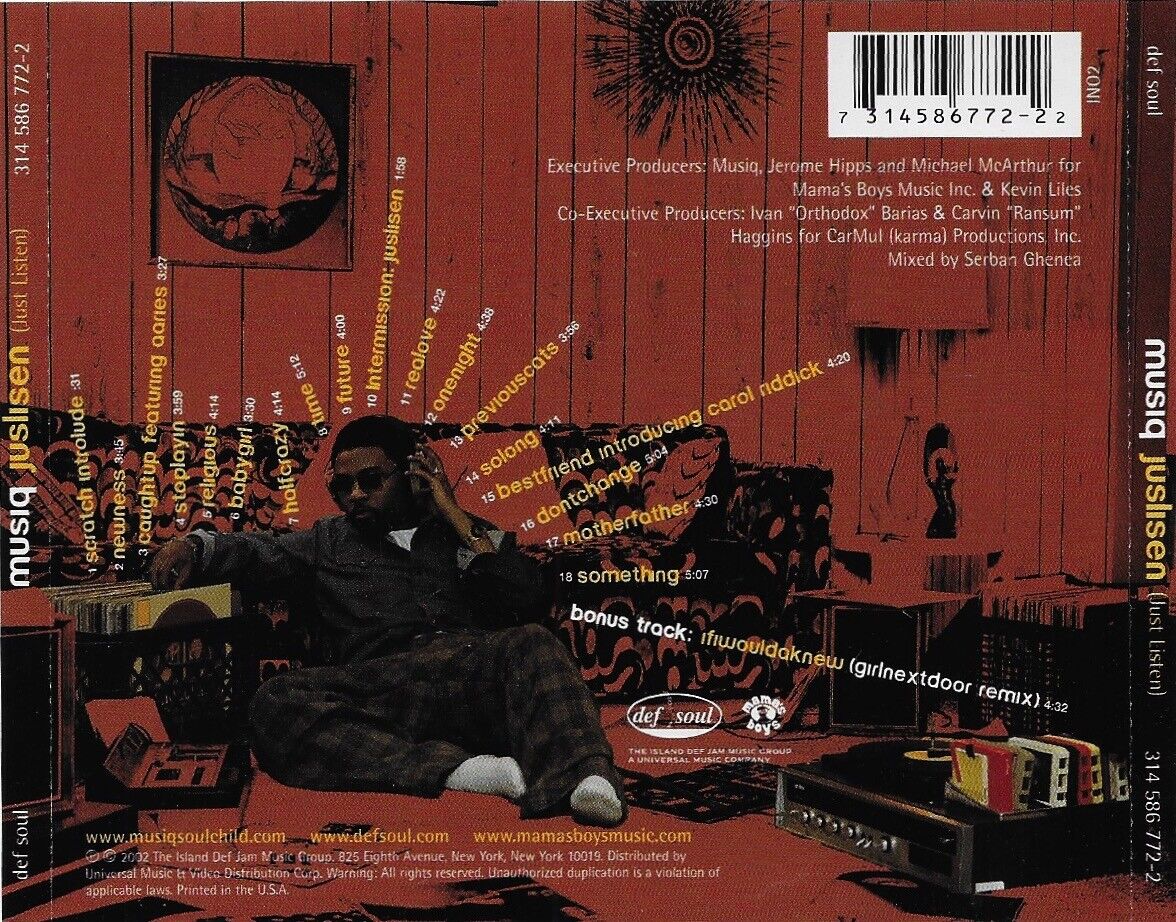 314 586 772-2
musiq juslisen (Just Listen)
def soul
7 314586772-2 2
IN02
Executive Producers: Musiq, Jerome Hipps and Michael McArthur for
Mama's Boys Music Inc. & Kevin Liles
Co-Executive Producers: Ivan "Orthodox" Barias & Carvin "Ransum"
Haggins for CarMul (karma) Productions, Inc.
Mixed by Serban Ghenea
1 scratch introlude :31
2 newness 3:45
3 caughtup featuring aaries 3:27
4 stoplayin 3:59
5 religious 4:14
6 babygirl 3:30
7 halfcrazy 4:14
8 time 5:12
9 future 4:00
10 Intermission: juslisen 1:58
11 realove 4:22
12 onenight 4:38
13 previouscats 3:56
14 solong 4:11
15 bestfriend introducing carol riddick 4:20
16 dontchange 5:04
17 motherfather 4:30
18 something 5:07
bonus track: ifiwouldaknew (girlnextdoor remix) 4:32
def soul
mama's
boys
THE ISLAND DEF JAM MUSIC GROUP
A UNIVERSAL MUSIC COMPANY
www.musiqsoulchild.com www.defsoul.com www.mamasboysmusic.com
℗ © 2002 The Island Def Jam Music Group. 825 Eighth Avenue, New York, New York 10019. Distributed by
Universal Music & Video Distribution Corp. Warning: All rights reserved. Unauthorized duplication is a violation of
applicable laws. Printed in the U.S.A.
def soul
musiq juslisen (Just Listen)
314 586 772-2